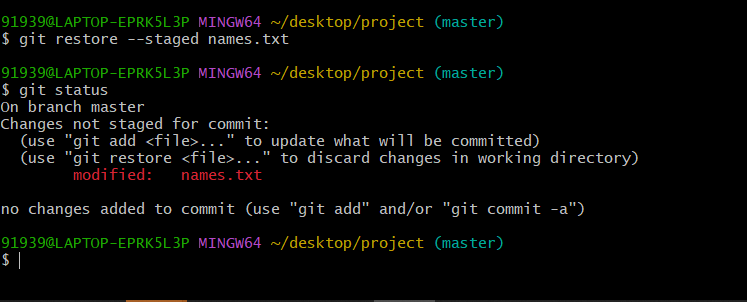 91939@LAPTOP-EPRK5L3P MINGW64 ~/desktop/project (master)
$ git restore --staged names.txt
91939@LAPTOP-EPRK5L3P MINGW64 ~/desktop/project (master)
$ git status
On branch master
Changes not staged for commit:
  (use "git add <file>..." to update what will be committed)
  (use "git restore <file>..." to discard changes in working directory)
        modified:   names.txt
no changes added to commit (use "git add" and/or "git commit -a")
91939@LAPTOP-EPRK5L3P MINGW64 ~/desktop/project (master)
$